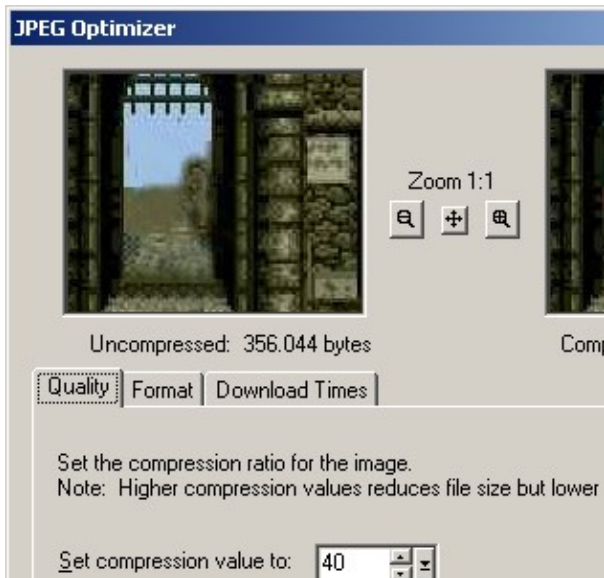 JPEG Optimizer
Zoom 1:1
Uncompressed: 356.044 bytes
Comp
Quality
Format
Download Times
Set the compression ratio for the image.
Note: Higher compression values reduces file size but lower
Set compression value to:
40